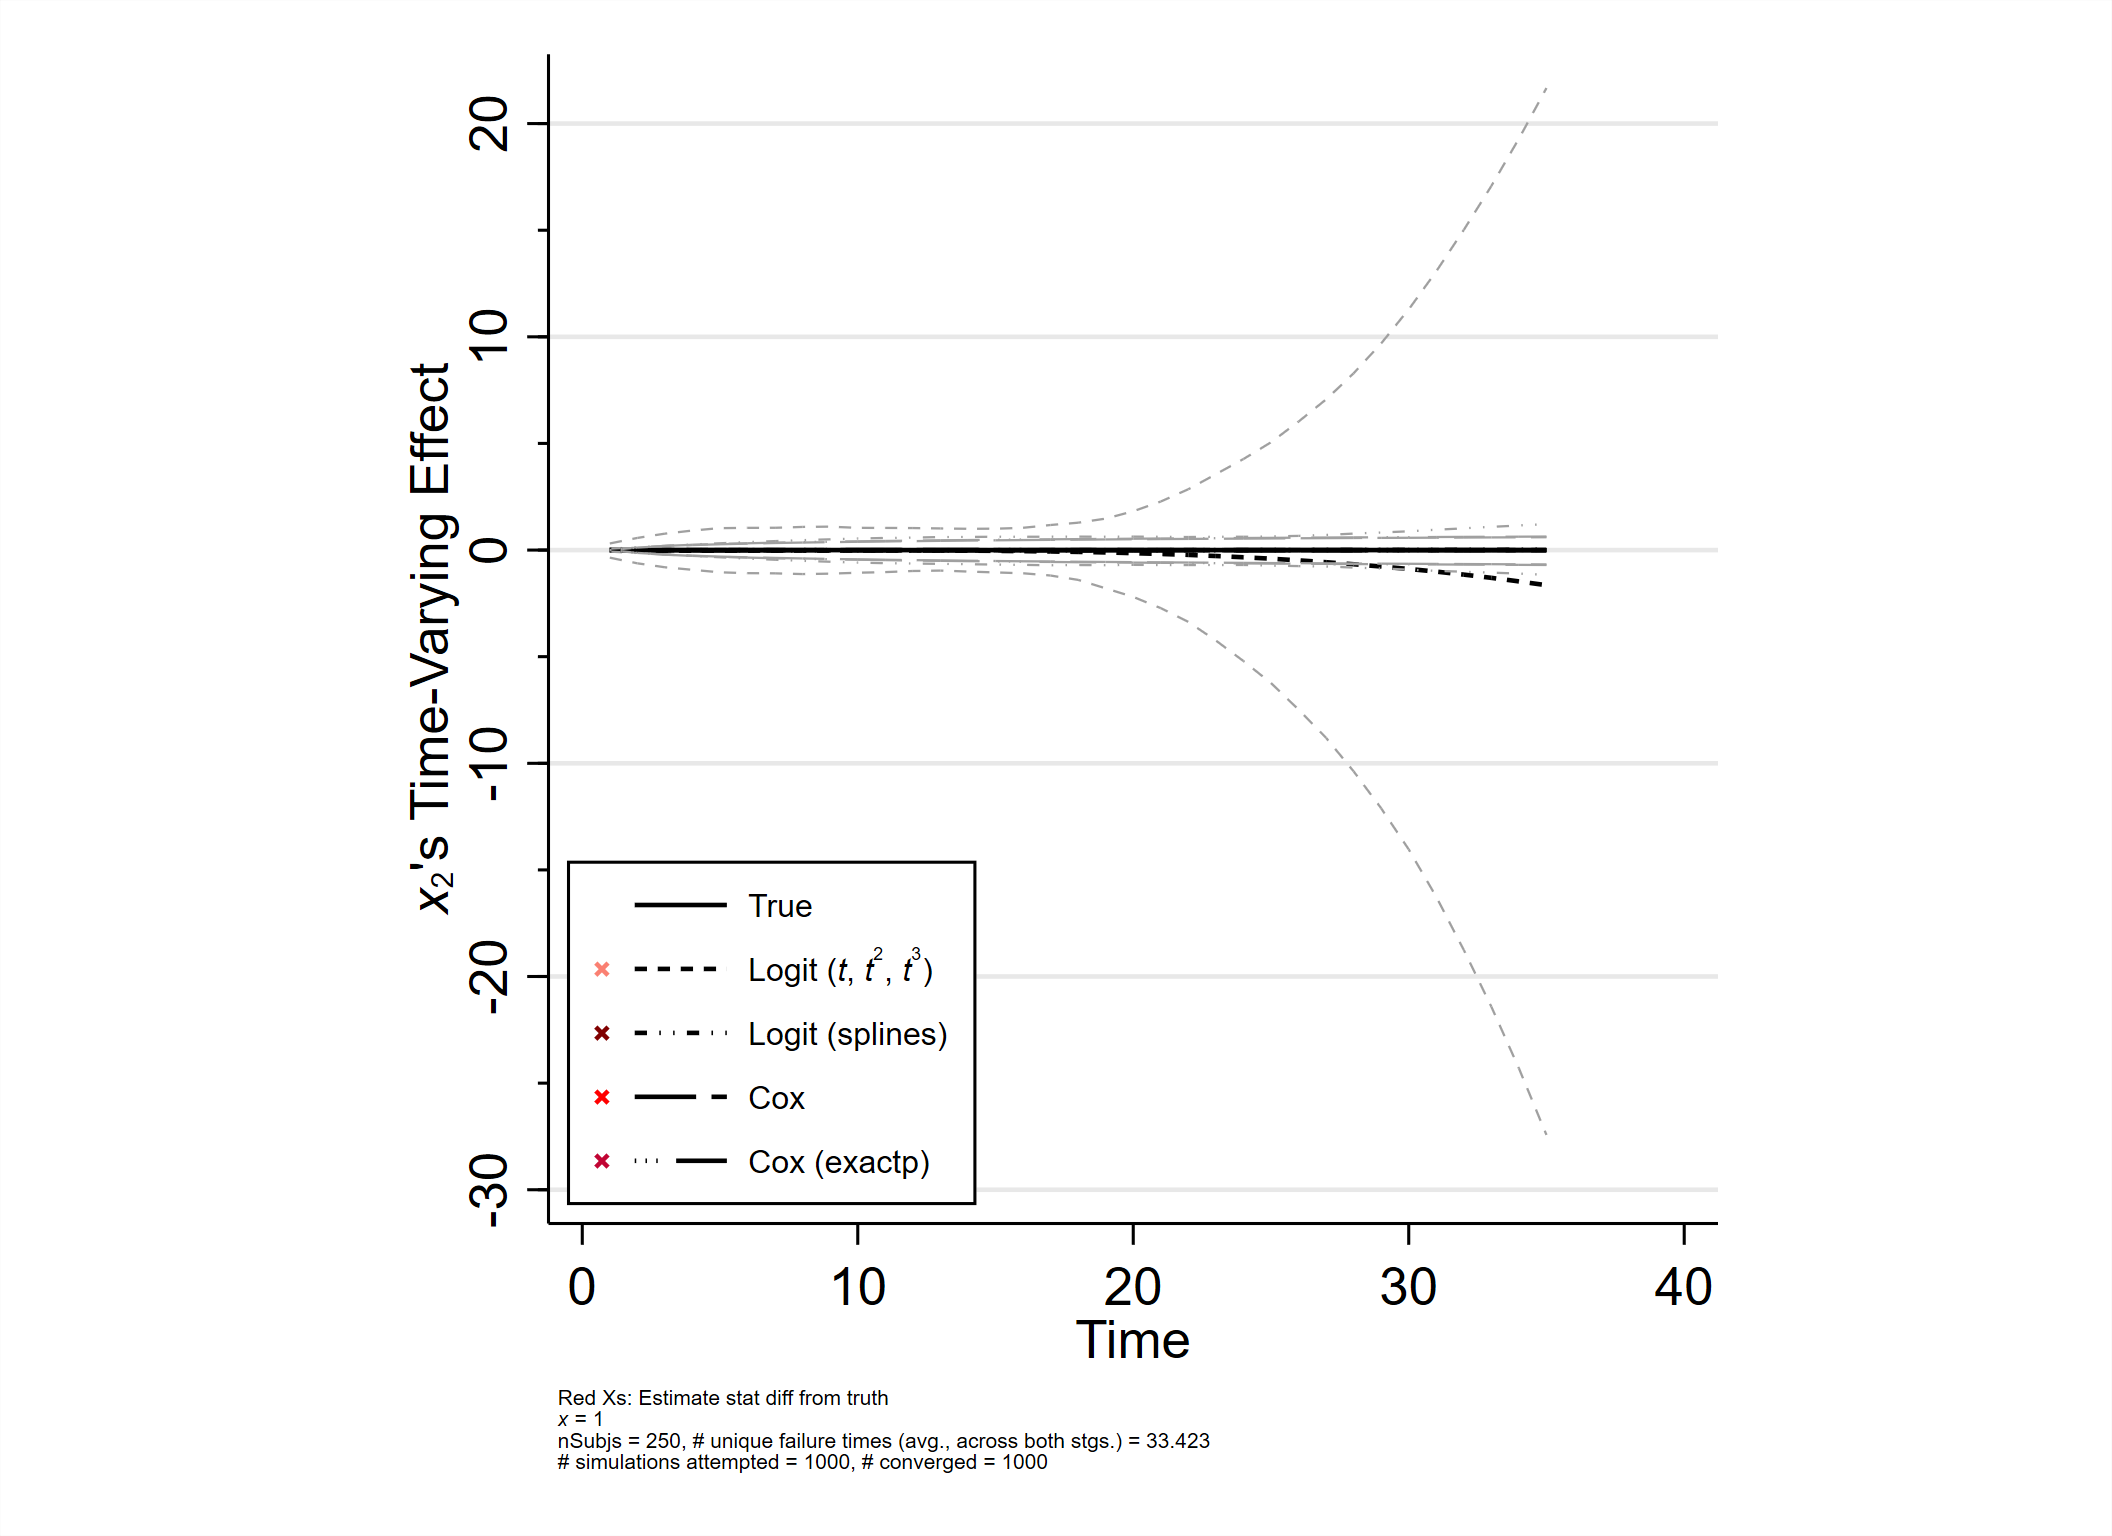 x₂'s Time-Varying Effect
20
10
0
-10
-20
-30
True
Logit (t, t², t³)
Logit (splines)
Cox
Cox (exactp)
0 10 20 30 40
Time
Red Xs: Estimate stat diff from truth
x = 1
nSubjs = 250, # unique failure times (avg., across both stgs.) = 33.423
# simulations attempted = 1000, # converged = 1000